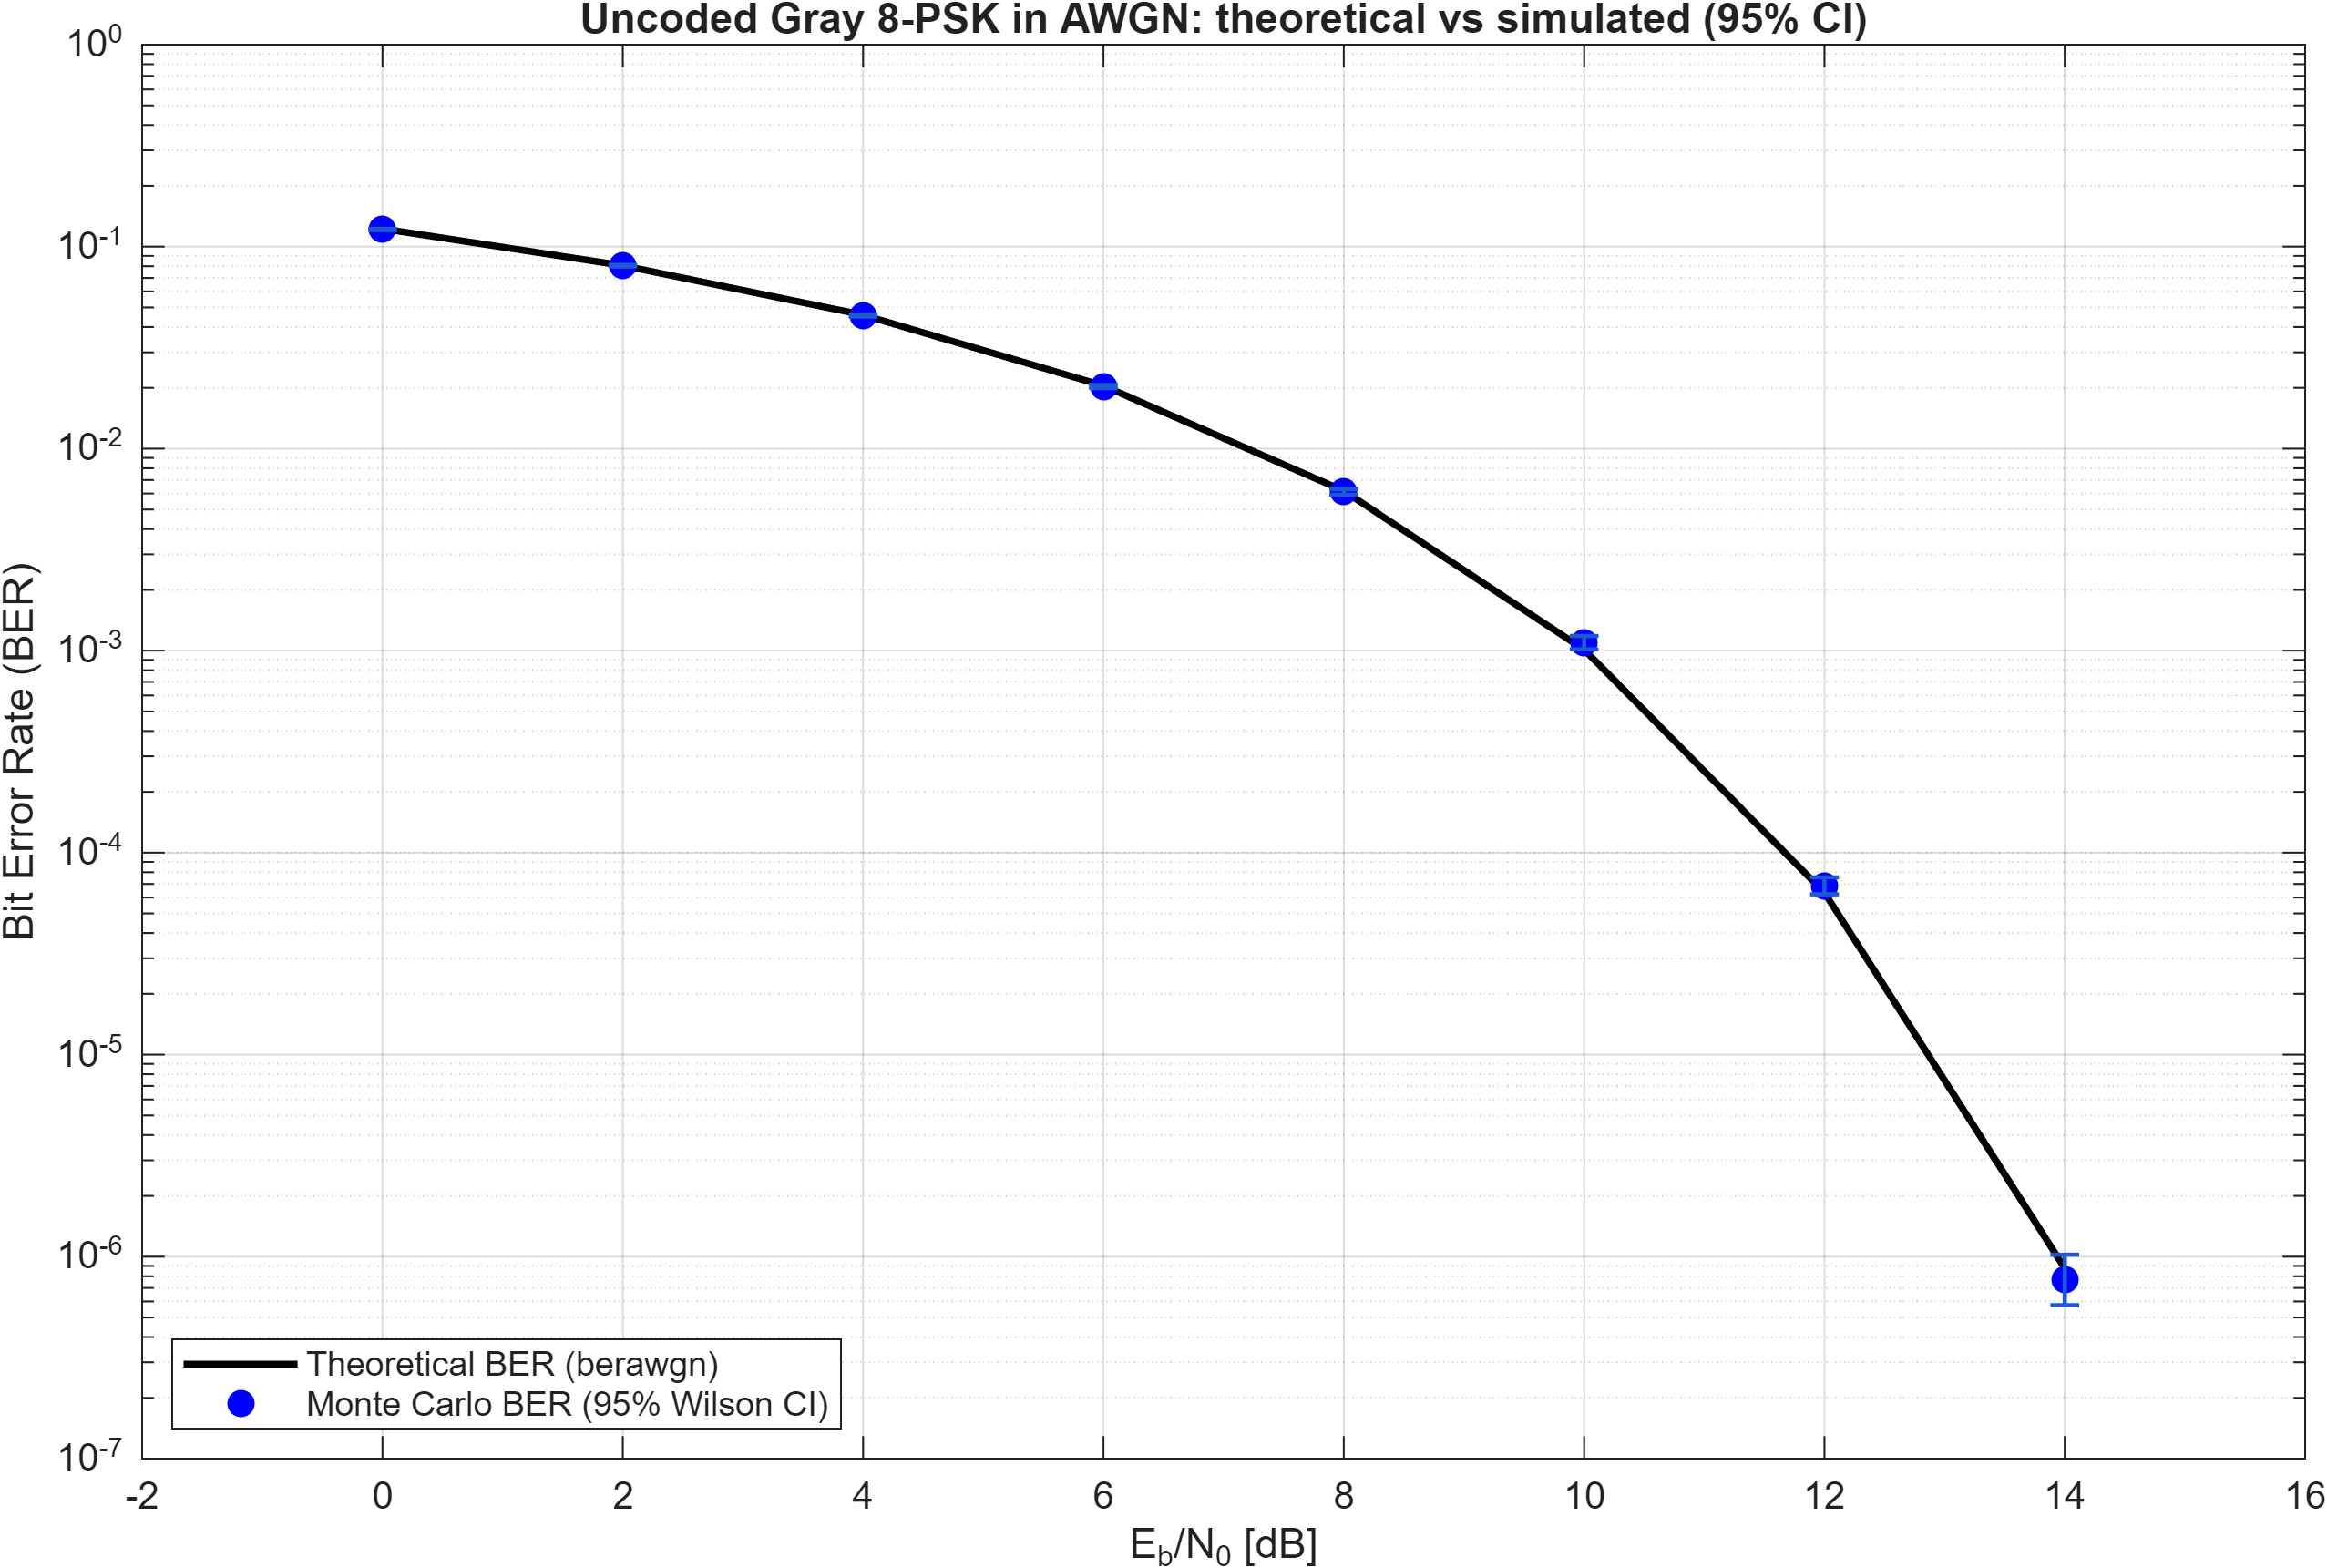 Uncoded Gray 8-PSK in AWGN: theoretical vs simulated (95% CI)
10⁰
10⁻¹
10⁻²
10⁻³
10⁻⁴
10⁻⁵
10⁻⁶
10⁻⁷
Bit Error Rate (BER)
Theoretical BER (berawgn)
Monte Carlo BER (95% Wilson CI)
-2 0 2 4 6 8 10 12 14 16
E_b/N_0 [dB]